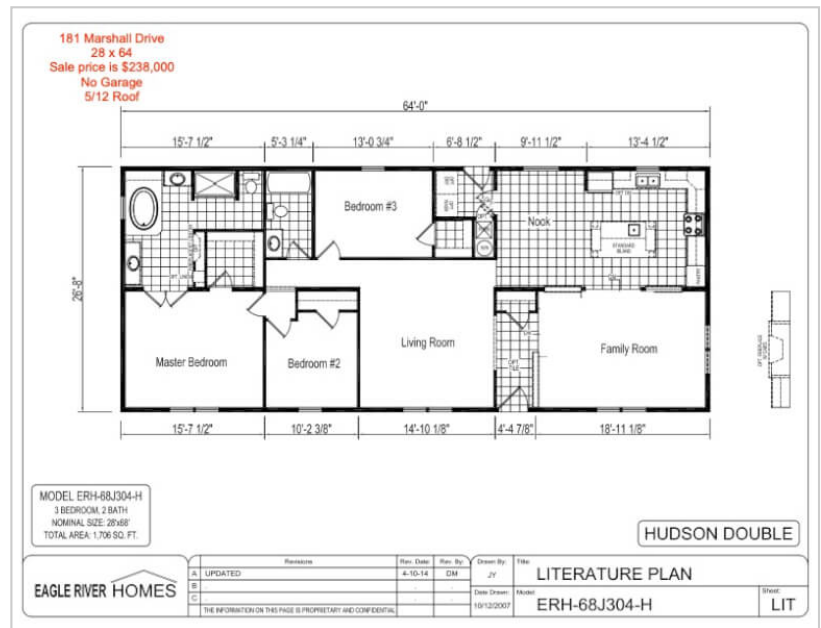 181 Marshall Drive
28 x 64
Sale price is $238,000
No Garage
5/12 Roof
64'-0"
15'-7 1/2" 5'-3 1/4" 13'-0 3/4" 6'-8 1/2" 9'-11 1/2" 13'-4 1/2"
26'-8"
Bedroom #3
Nook
STANDARD
ISLAND
Master Bedroom
Bedroom #2
Living Room
OPT.
TILE
Family Room
15'-7 1/2" 10'-2 3/8" 14'-10 1/8" 4'-4 7/8" 18'-11 1/8"
MODEL ERH-68J304-H
3 BEDROOM, 2 BATH
NOMINAL SIZE: 28'x68'
TOTAL AREA: 1,706 SQ. FT.
HUDSON DOUBLE
EAGLE RIVER HOMES
Revisions Rev. Date: Rev. By:
A UPDATED 4-10-14 DM
B
C
THE INFORMATION ON THIS PAGE IS PROPRIETARY AND CONFIDENTIAL
Drawn By:
JY
Date Drawn:
10/12/2007
Title:
LITERATURE PLAN
Model:
ERH-68J304-H
Sheet:
LIT